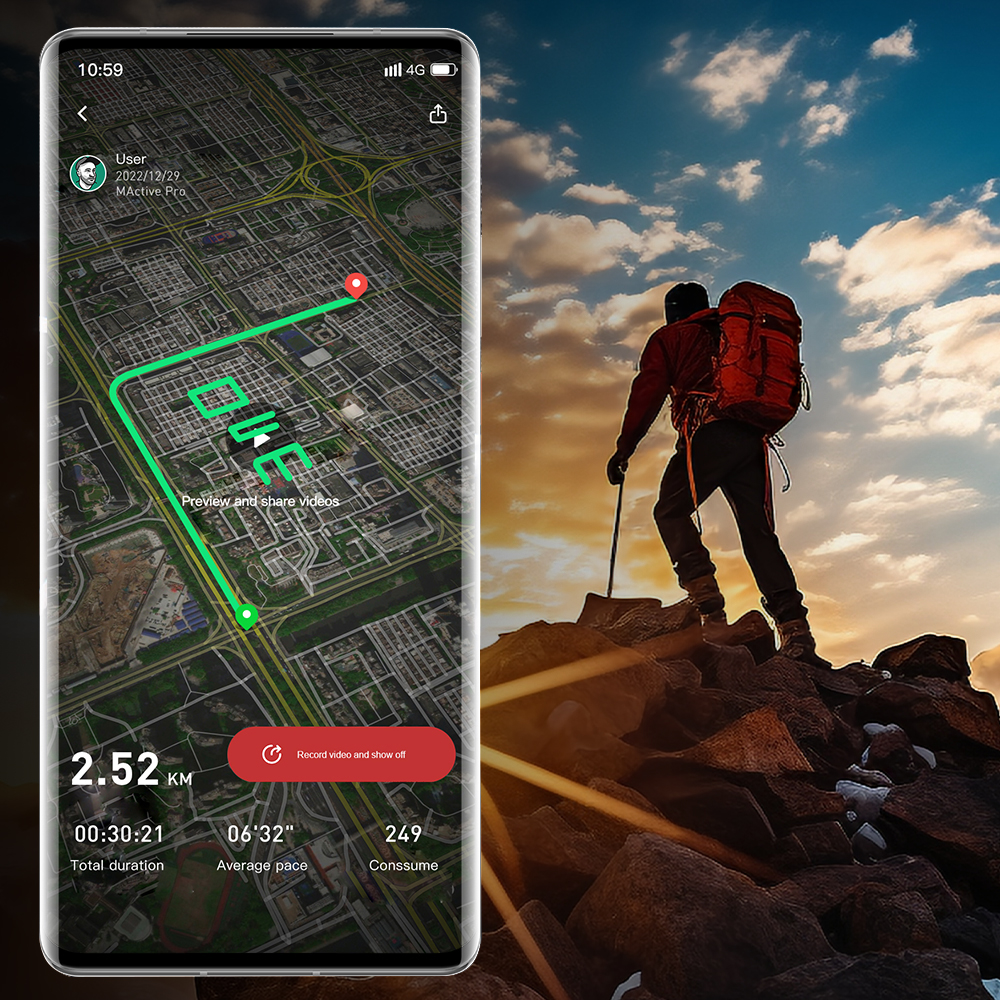 10:59
4G
User
2022/12/29
MActive Pro
Preview and share videos
2.52 KM
Record video and show off
00:30:21
06'32"
249
Total duration
Average pace
Conssume